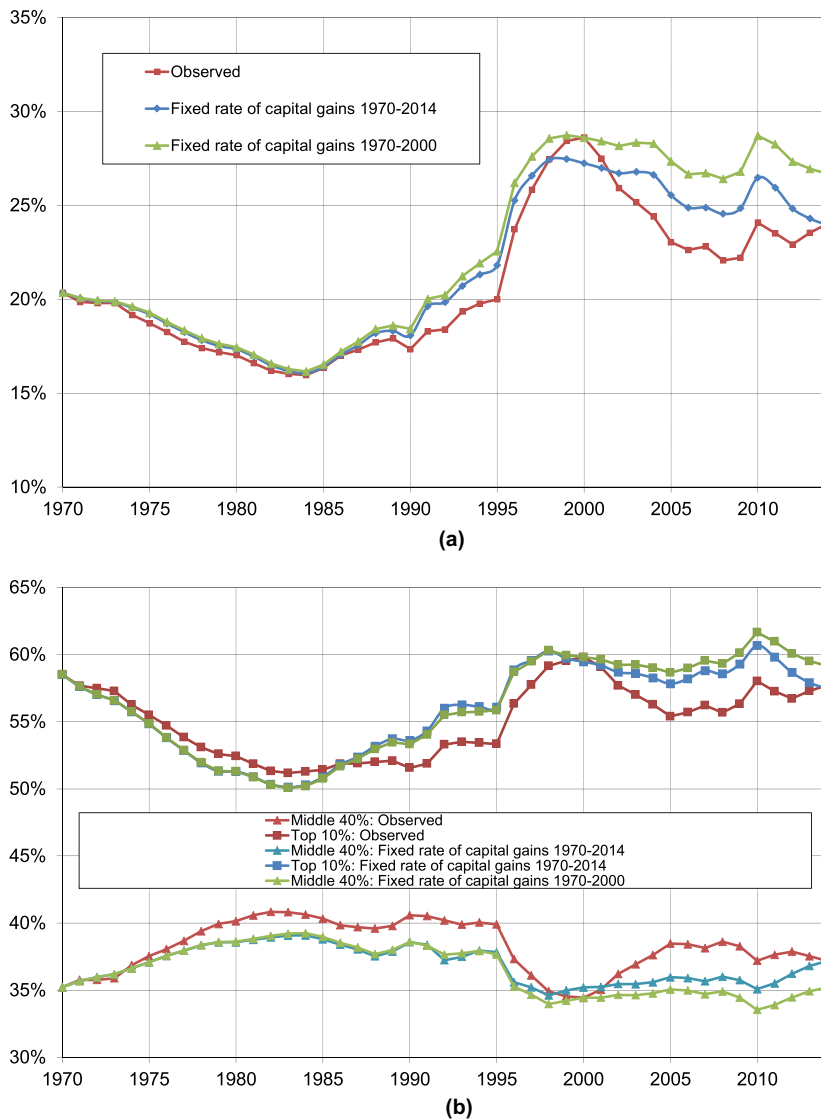 35%
30%
25%
20%
15%
10%
Observed
Fixed rate of capital gains 1970-2014
Fixed rate of capital gains 1970-2000
1970 1975 1980 1985 1990 1995 2000 2005 2010
(a)
65%
60%
55%
50%
45%
40%
35%
30%
Middle 40%: Observed
Top 10%: Observed
Middle 40%: Fixed rate of capital gains 1970-2014
Top 10%: Fixed rate of capital gains 1970-2014
Middle 40%: Fixed rate of capital gains 1970-2000
1970 1975 1980 1985 1990 1995 2000 2005 2010
(b)